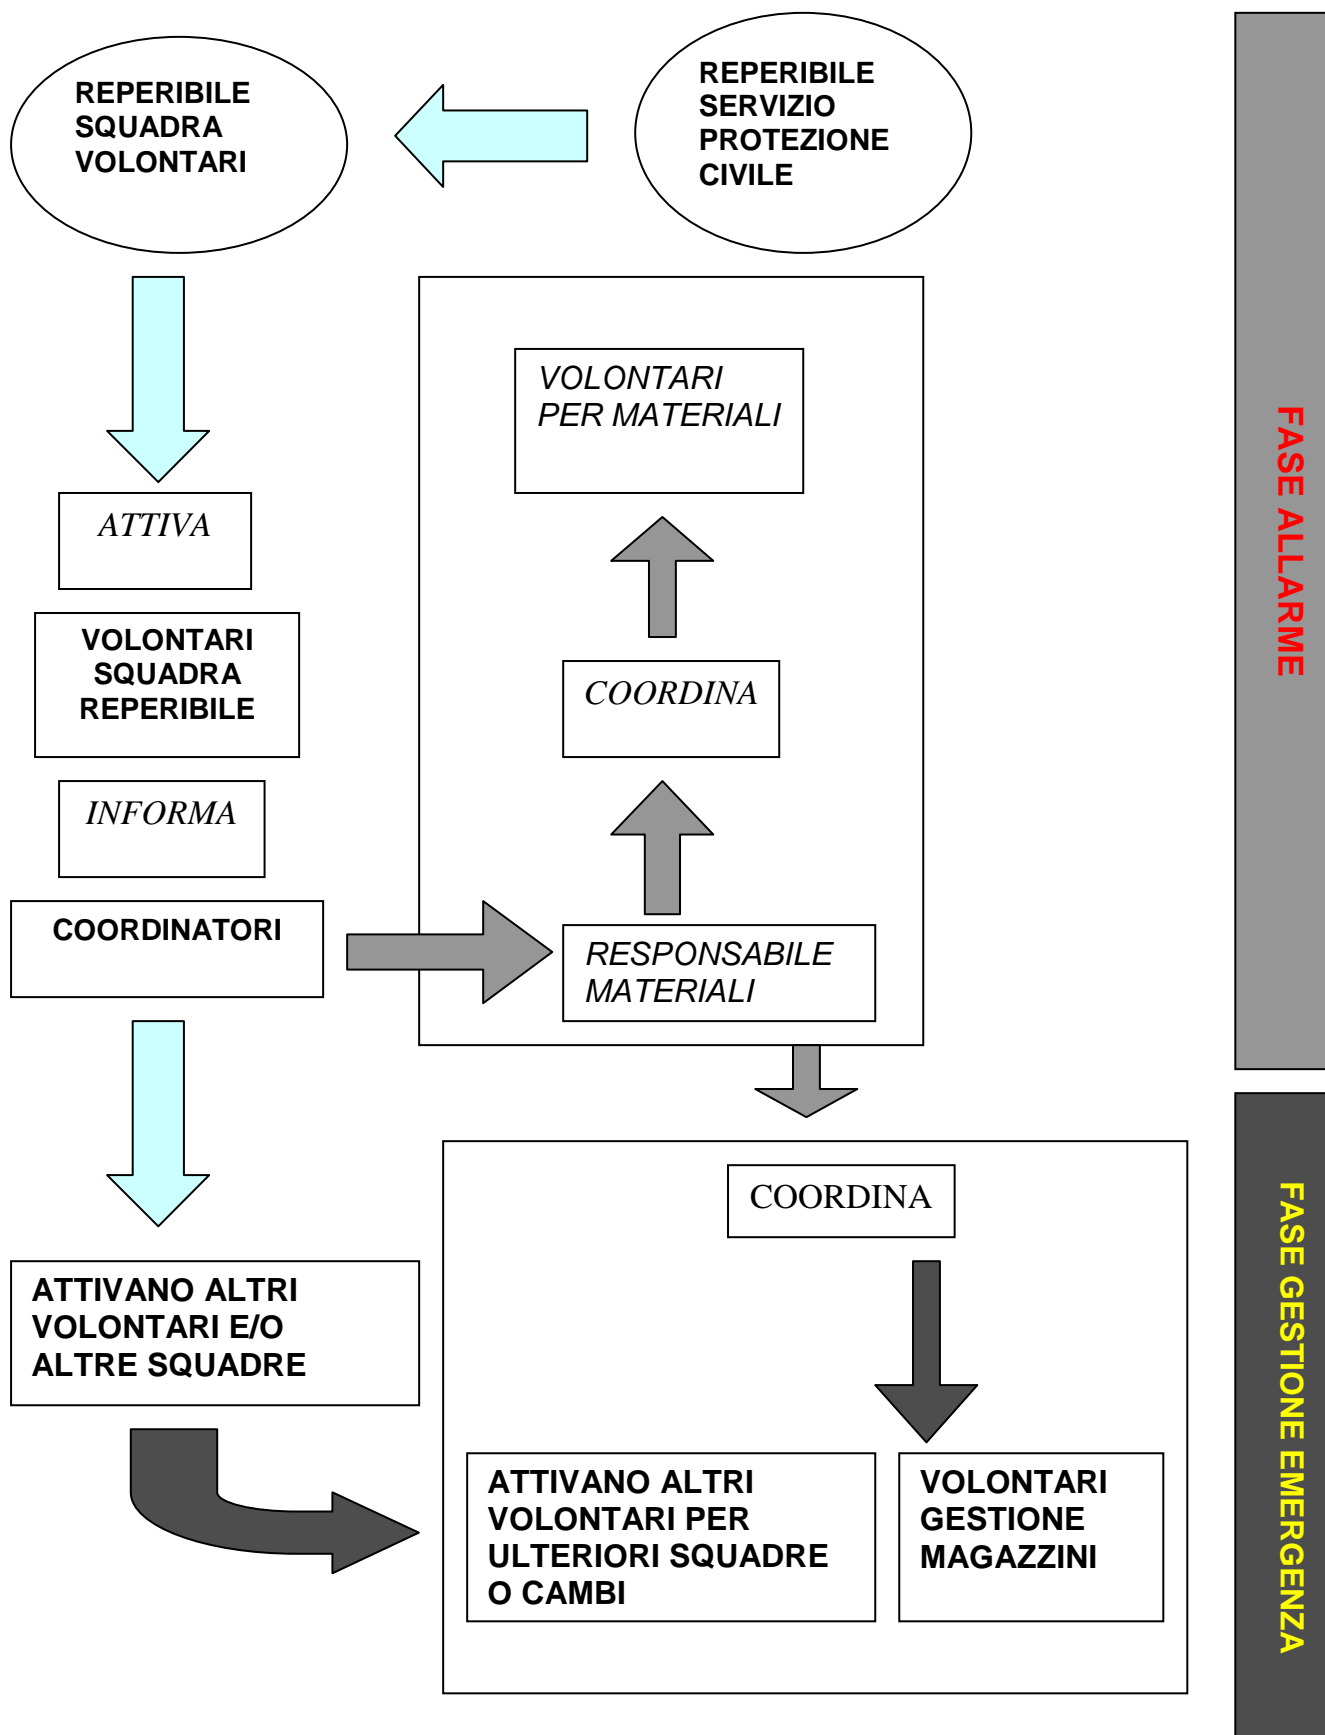 REPERIBILE
SQUADRA
VOLONTARI
REPERIBILE
SERVIZIO
PROTEZIONE
CIVILE
VOLONTARI
PER MATERIALI
ATTIVA
VOLONTARI
SQUADRA
REPERIBILE
COORDINA
INFORMA
COORDINATORI
RESPONSABILE
MATERIALI
FASE ALLARME
COORDINA
ATTIVANO ALTRI
VOLONTARI E/O
ALTRE SQUADRE
ATTIVANO ALTRI
VOLONTARI PER
ULTERIORI SQUADRE
O CAMBI
VOLONTARI
GESTIONE
MAGAZZINI
FASE GESTIONE EMERGENZA